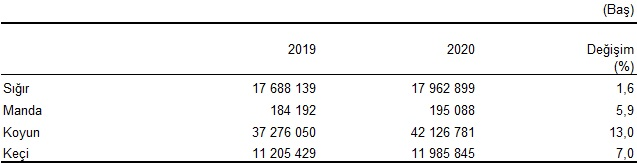 (Baş)
2019 2020 Değişim
(%)
Sığır 17 688 139 17 962 899 1,6
Manda 184 192 195 088 5,9
Koyun 37 276 050 42 126 781 13,0
Keçi 11 205 429 11 985 845 7,0